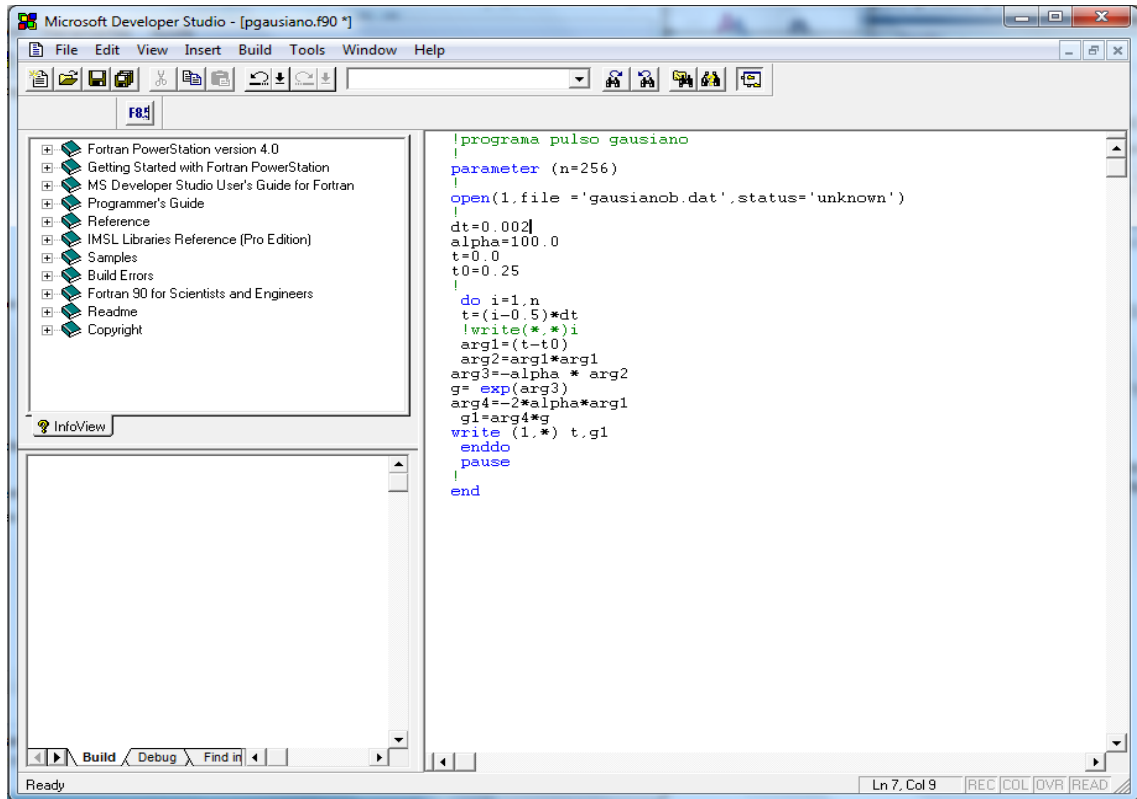 Microsoft Developer Studio - [pgausiano.f90 *]
File Edit View Insert Build Tools Window Help
F8.5
Fortran PowerStation version 4.0
Getting Started with Fortran PowerStation
MS Developer Studio User's Guide for Fortran
Programmer's Guide
Reference
IMSL Libraries Reference (Pro Edition)
Samples
Build Errors
Fortran 90 for Scientists and Engineers
Readme
Copyright
InfoView
!programa pulso gausiano
!
parameter (n=256)
!
open(1,file ='gausianob.dat',status='unknown')
!
dt=0.002
alpha=100.0
t=0.0
t0=0.25
!
do i=1,n
t=(i-0.5)*dt
!write(*,*)i
arg1=(t-t0)
arg2=arg1*arg1
arg3=-alpha * arg2
g= exp(arg3)
arg4=-2*alpha*arg1
g1=arg4*g
write (1,*) t,g1
enddo
pause
!
end
Build Debug Find in
Ready
Ln 7, Col 9 REC COL OVR READ